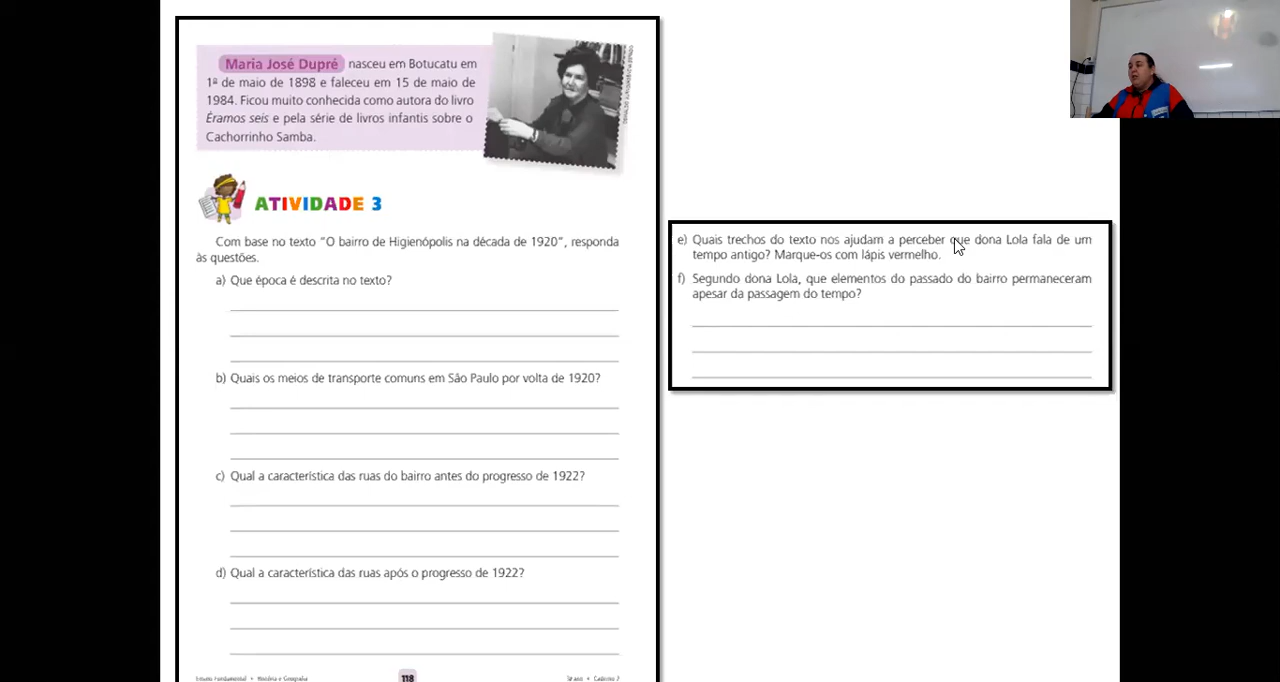 Maria José Dupré nasceu em Botucatu em
1º de maio de 1898 e faleceu em 15 de maio de
1984. Ficou muito conhecida como autora do livro
Éramos seis e pela série de livros infantis sobre o
Cachorrinho Samba.
ATIVIDADE 3
Com base no texto “O bairro de Higienópolis na década de 1920”, responda
às questões.
a) Que época é descrita no texto?
b) Quais os meios de transporte comuns em São Paulo por volta de 1920?
c) Qual a característica das ruas do bairro antes do progresso de 1922?
d) Qual a característica das ruas após o progresso de 1922?
Ensino Fundamental • História e Geografia
118
e) Quais trechos do texto nos ajudam a perceber que dona Lola fala de um
tempo antigo? Marque-os com lápis vermelho.
f) Segundo dona Lola, que elementos do passado do bairro permaneceram
apesar da passagem do tempo?